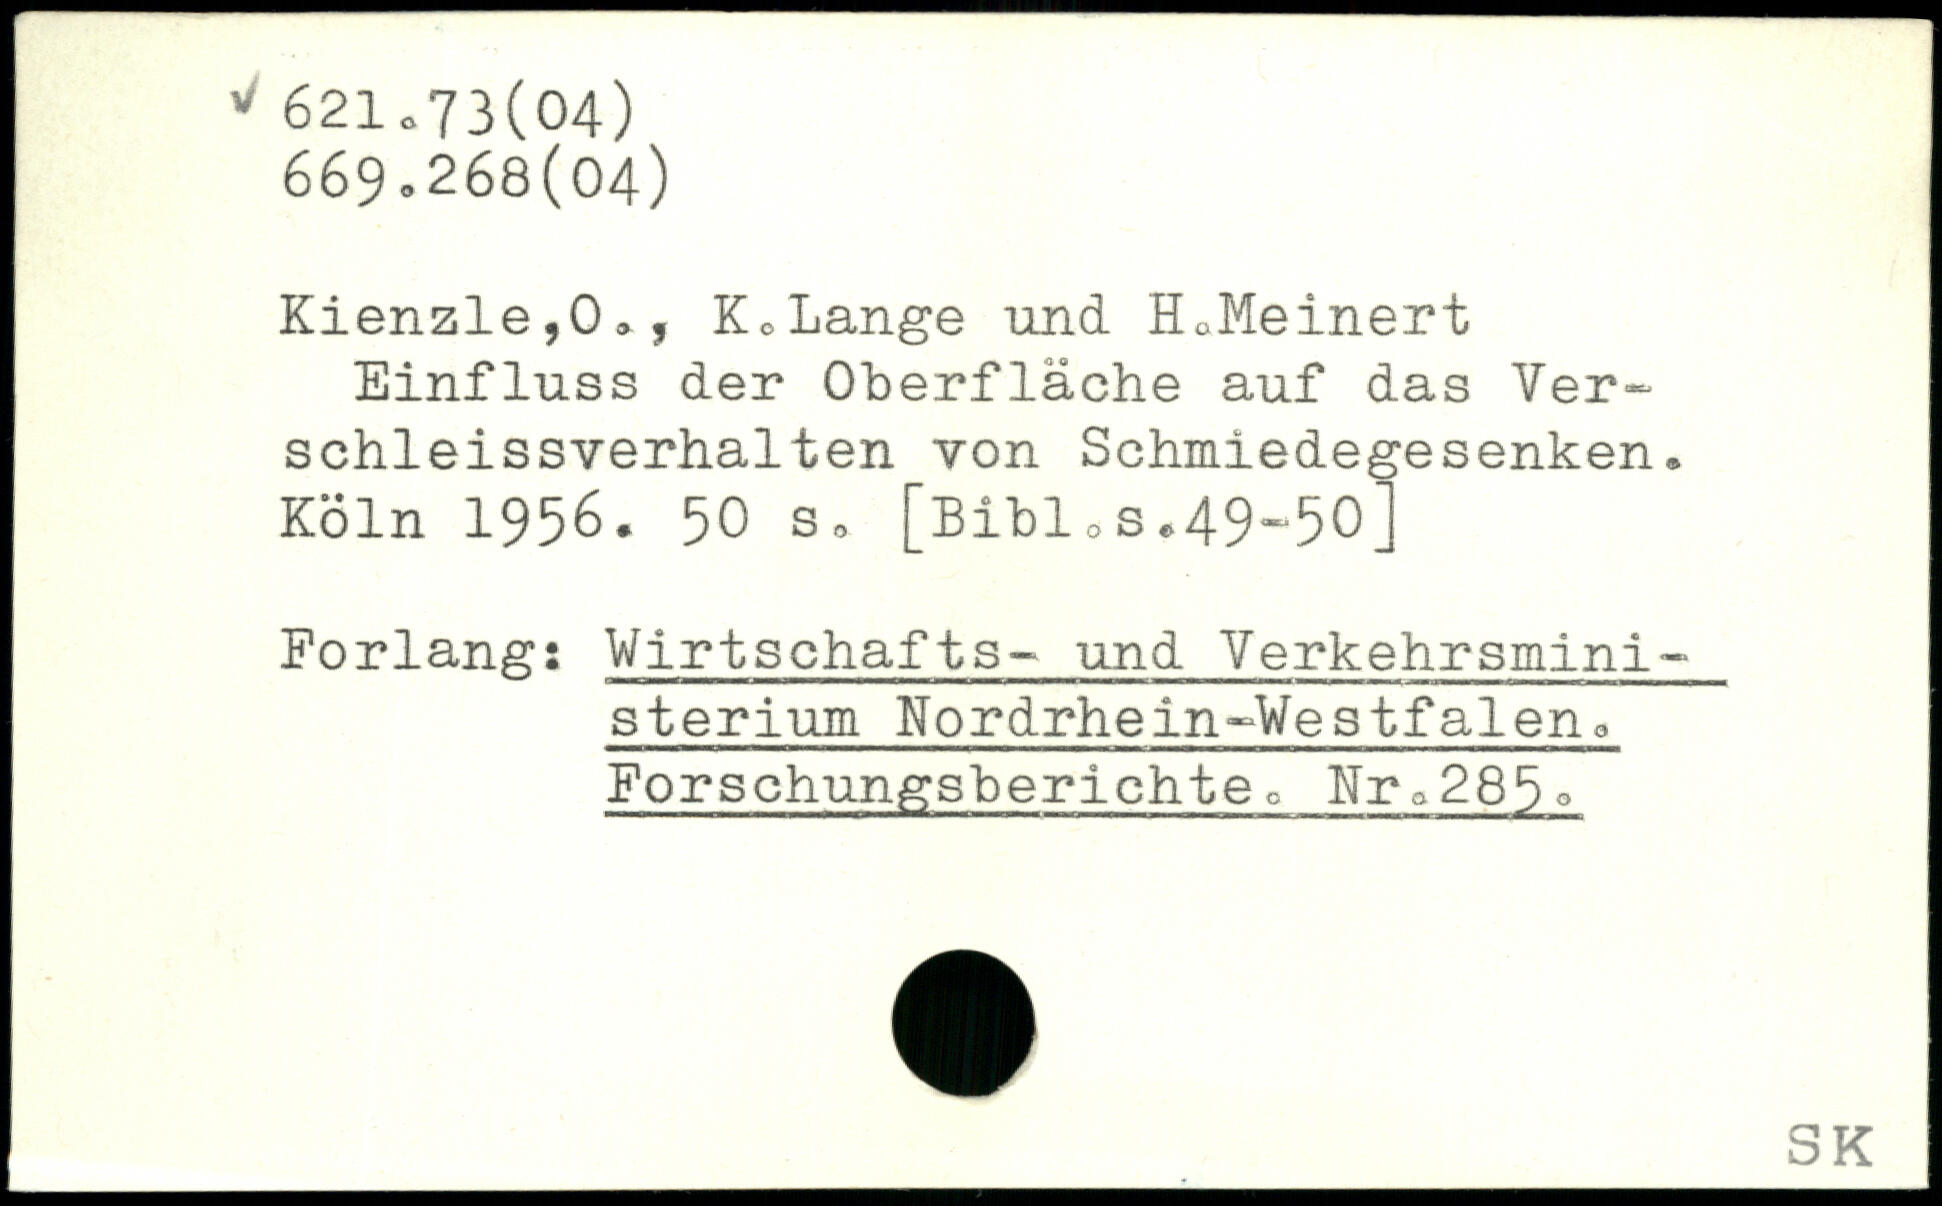 ✓ 621.73(04)
669.268(04)
Kienzle,O., K.Lange und H.Meinert
Einfluss der Oberfläche auf das Ver-
schleissverhalten von Schmiedegesenken.
Köln 1956. 50 s. [Bibl.s.49-50]
Forlang: Wirtschafts- und Verkehrsmini-
sterium Nordrhein-Westfalen.
Forschungsberichte. Nr.285.
SK